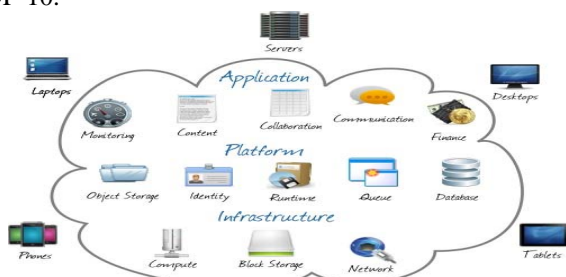 Servers
Application
Laptops
Desktops
Monitoring
Content
Collaboration
Communication
Finance
Platform
Object Storage
Identity
Runtime
Queue
Database
Infrastructure
Phones
Compute
Block Storage
Network
Tablets